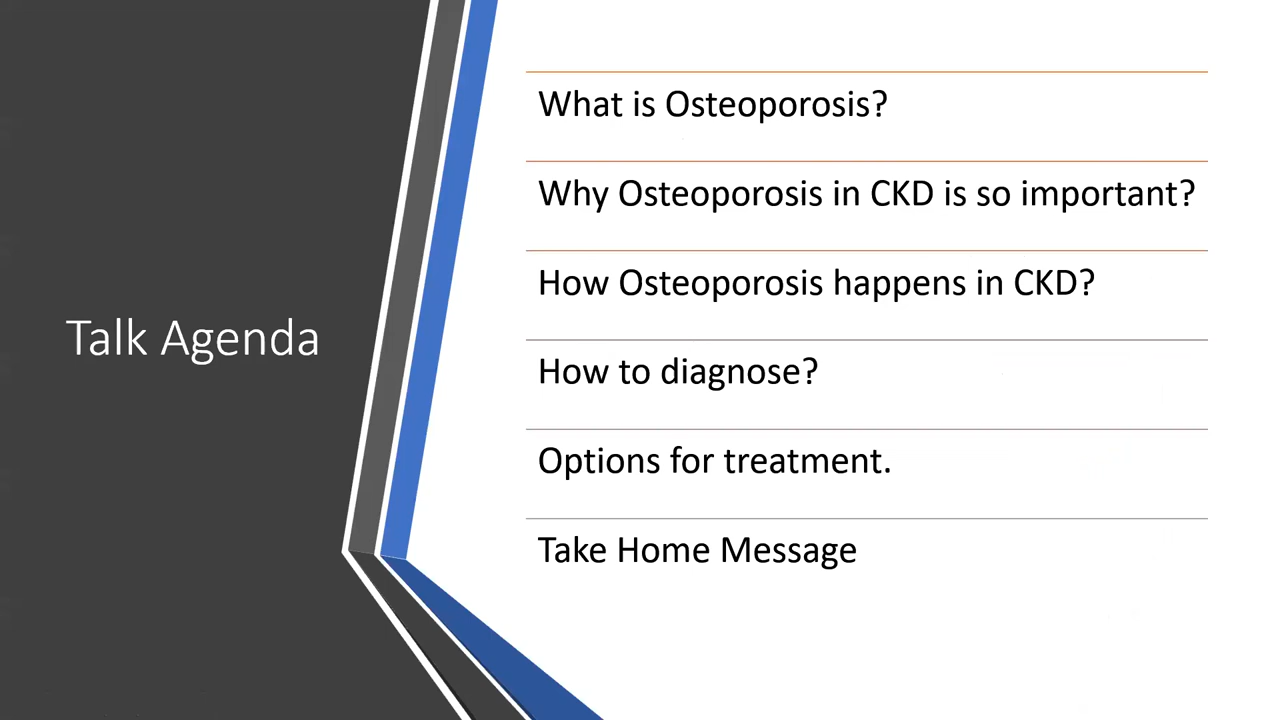 Talk Agenda
What is Osteoporosis?
Why Osteoporosis in CKD is so important?
How Osteoporosis happens in CKD?
How to diagnose?
Options for treatment.
Take Home Message